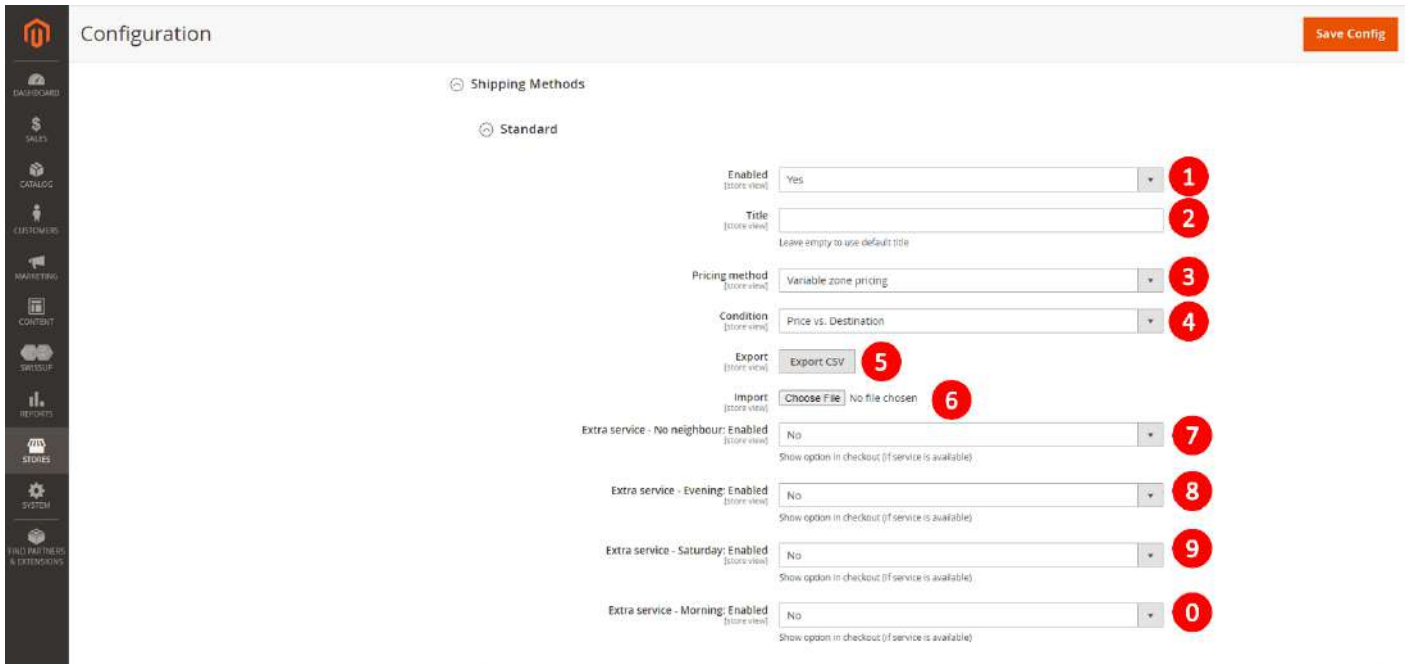 Configuration
Save Config
DASHBOARD
SALES
CATALOG
CUSTOMERS
MARKETING
CONTENT
SWISSUP
REPORTS
STORES
SYSTEM
FIND PARTNERS
& EXTENSIONS
Shipping Methods
Standard
Enabled
[store view]
Yes
1
Title
[store view]
2
Leave empty to use default title
Pricing method
[store view]
Variable zone pricing
3
Condition
[store view]
Price vs. Destination
4
Export
[store view]
Export CSV
5
Import
[store view]
Choose File No file chosen
6
Extra service - No neighbour: Enabled
[store view]
No
7
Show option in checkout (if service is available)
Extra service - Evening: Enabled
[store view]
No
8
Show option in checkout (if service is available)
Extra service - Saturday: Enabled
[store view]
No
9
Show option in checkout (if service is available)
Extra service - Morning: Enabled
[store view]
No
0
Show option in checkout (if service is available)